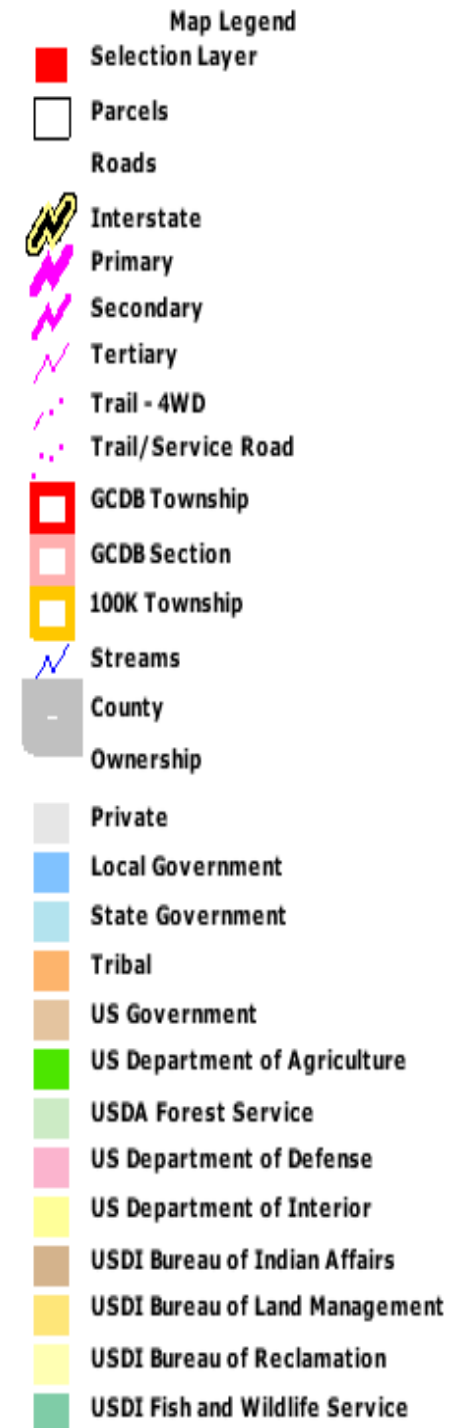 Map Legend
Selection Layer
Parcels
Roads
Interstate
Primary
Secondary
Tertiary
Trail - 4WD
Trail/Service Road
GCDB Township
GCDB Section
100K Township
Streams
County
Ownership
Private
Local Government
State Government
Tribal
US Government
US Department of Agriculture
USDA Forest Service
US Department of Defense
US Department of Interior
USDI Bureau of Indian Affairs
USDI Bureau of Land Management
USDI Bureau of Reclamation
USDI Fish and Wildlife Service